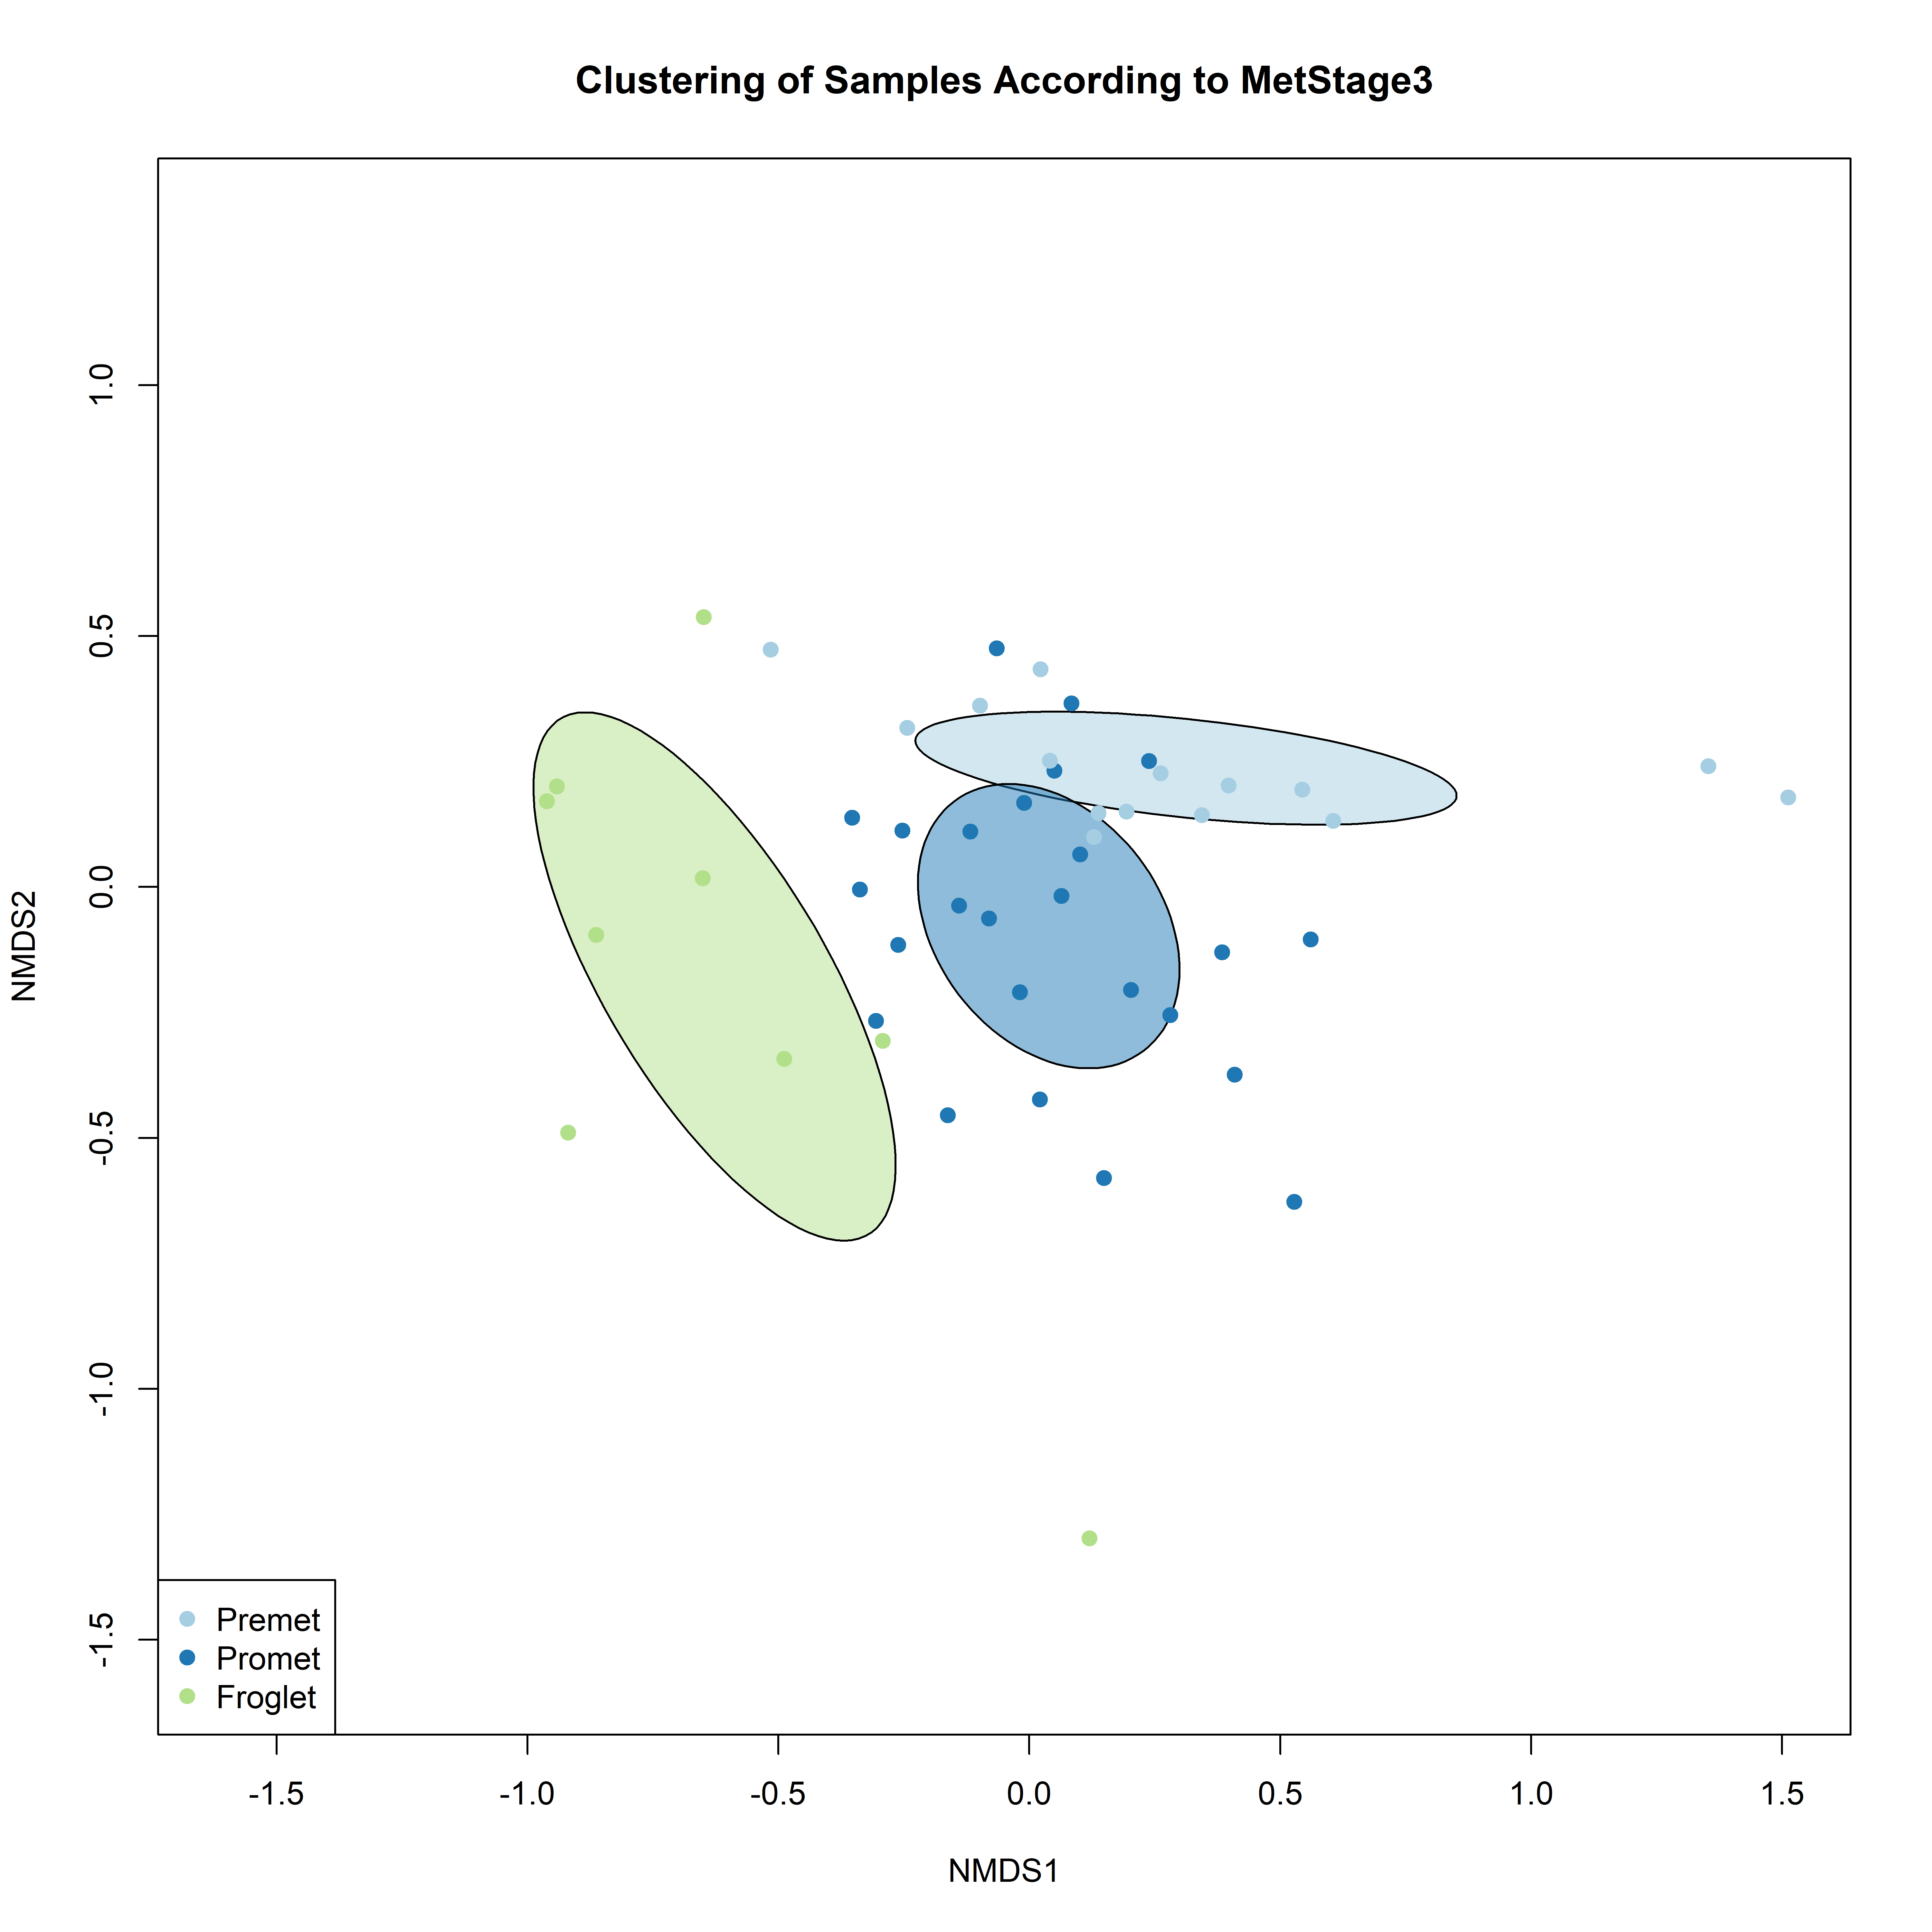 Clustering of Samples According to MetStage3
NMDS2
1.0
0.5
0.0
-0.5
-1.0
-1.5
Premet
Promet
Froglet
-1.5 -1.0 -0.5 0.0 0.5 1.0 1.5
NMDS1